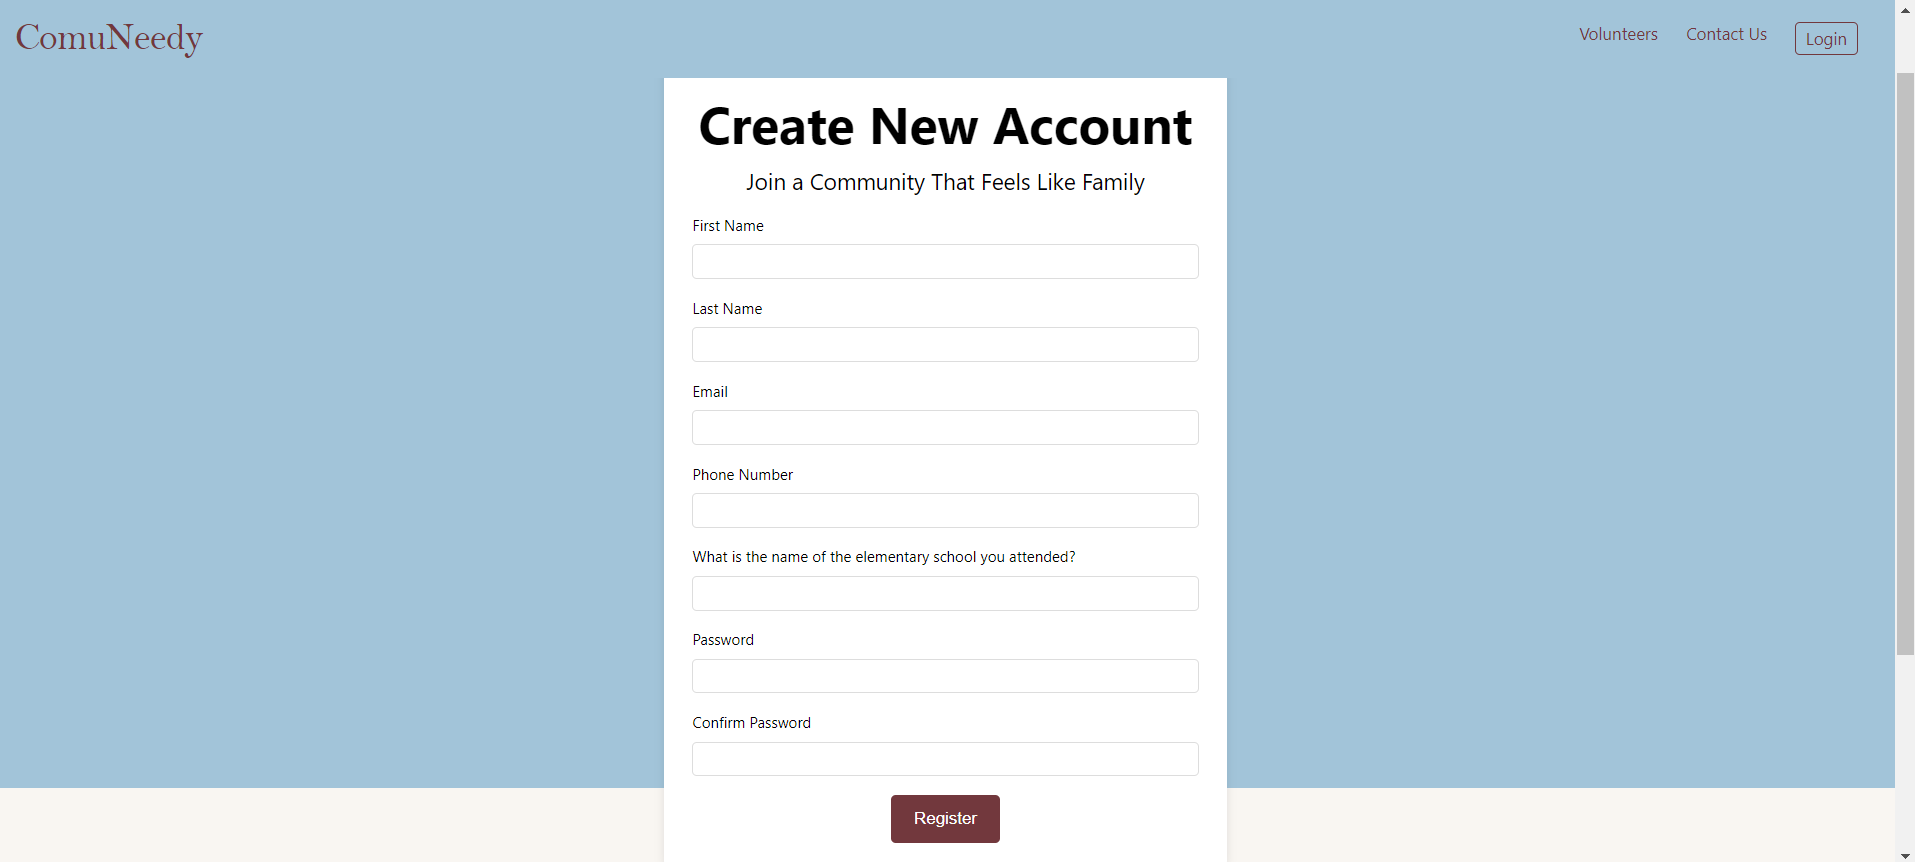 ComuNeedy
Volunteers
Contact Us
Login
Create New Account
Join a Community That Feels Like Family
First Name
Last Name
Email
Phone Number
What is the name of the elementary school you attended?
Password
Confirm Password
Register